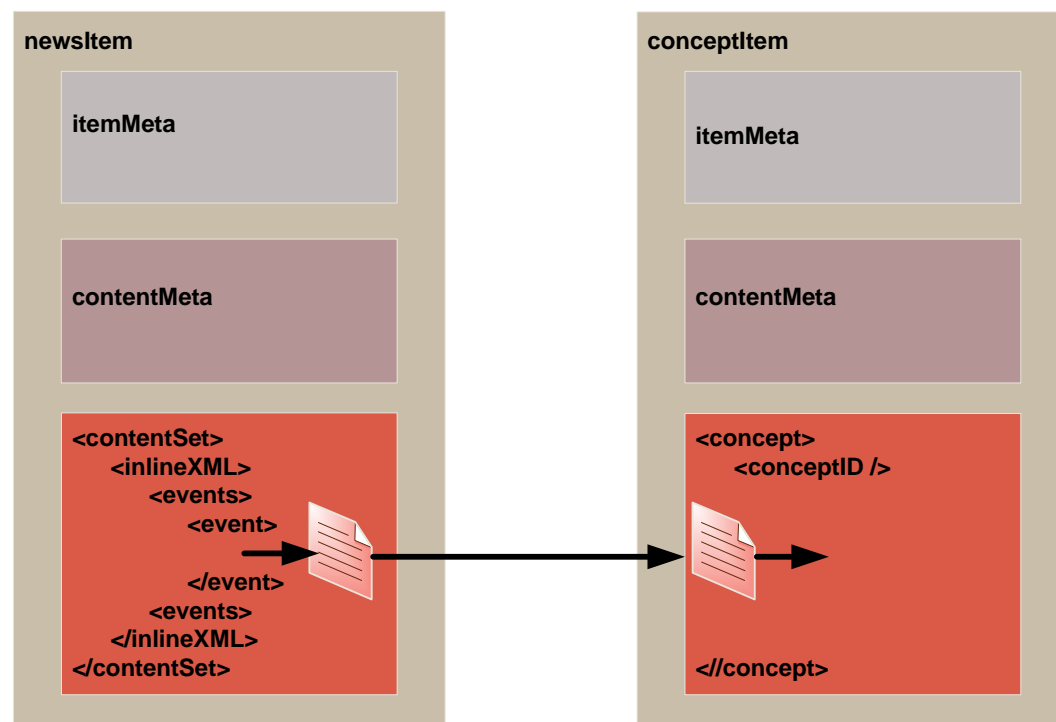 newsItem
itemMeta
contentMeta
<contentSet>
<inlineXML>
<events>
<event>
</event>
<events>
</inlineXML>
</contentSet>
conceptItem
itemMeta
contentMeta
<concept>
<conceptID />
<//concept>